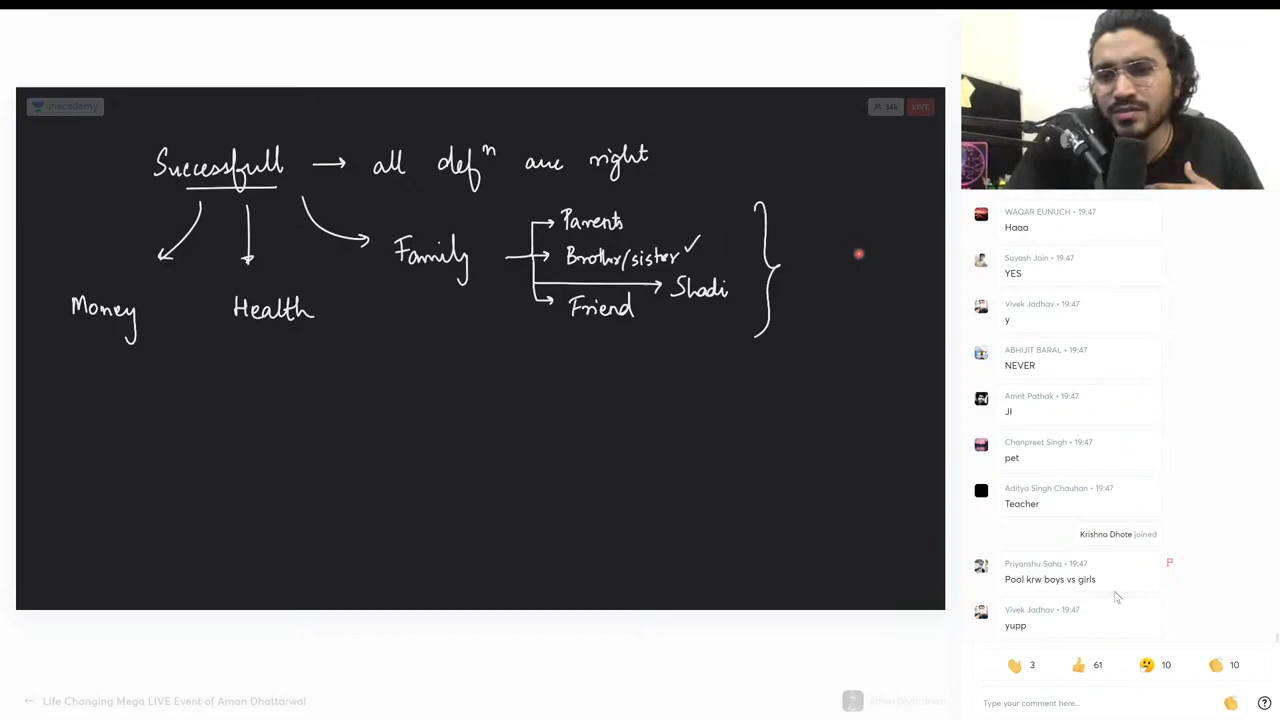 unacademy
34k LIVE
Successfull → all defⁿ are right
Parents
Family
Brother/sister ✓
Shadi
Money
Health
Friend
WAQAR EUNUCH • 19:47
Haaa
Suyash Jain • 19:47
YES
Vivek Jadhav • 19:47
y
ABHIJIT BARAL • 19:47
NEVER
Amrit Pathak • 19:47
JI
Chanpreet Singh • 19:47
pet
Aditya Singh Chauhan • 19:47
Teacher
Krishna Dhote joined
Priyanshu Saha • 19:47
Pool krw boys vs girls
Vivek Jadhav • 19:47
yupp
3 61 10 10
Type your comment here...
?
← Life Changing Mega LIVE Event of Aman Dhattarwal
Dhattarwal